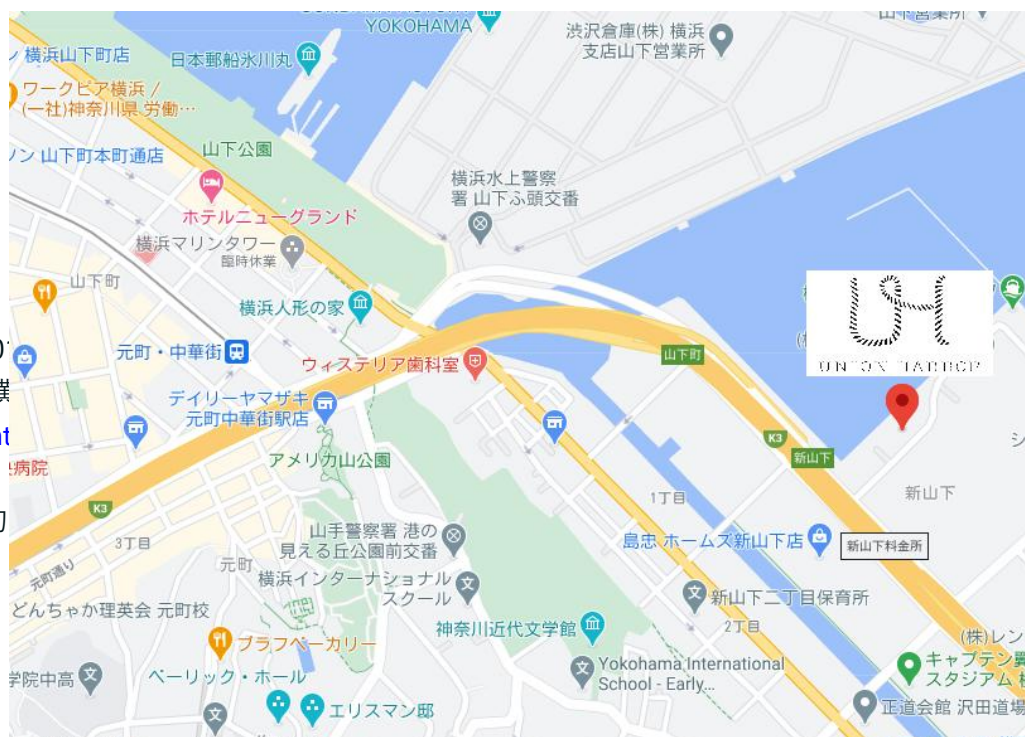 YOKOHAMA
渋沢倉庫(株) 横浜
支店山下営業所
横浜山下町店
日本郵船氷川丸
ワークピア横浜 /
(一社)神奈川県 労働…
山下町本町通店
山下公園
ホテルニューグランド
横浜水上警察
署 山下ふ頭交番
横浜マリンタワー
臨時休業
山下町
横浜人形の家
元町・中華街
ウィステリア歯科室
山下町
UNION HARBOR
デイリーヤマザキ
元町中華街駅店
アメリカ山公園
K3
新山下
新山下
1丁目
K3
3丁目
山手警察署 港の
見える丘公園前交番
島忠 ホームズ新山下店
新山下料金所
元町通り
元町
横浜インターナショナル
スクール
どんちゃか理英会 元町校
新山下二丁目保育所
2丁目
神奈川近代文学館
ブラフベーカリー
(株)レン
Yokohama International
School - Early...
キャプテン翼
スタジアム
学院中高
ベーリック・ホール
エリスマン邸
正道会館 沢田道場